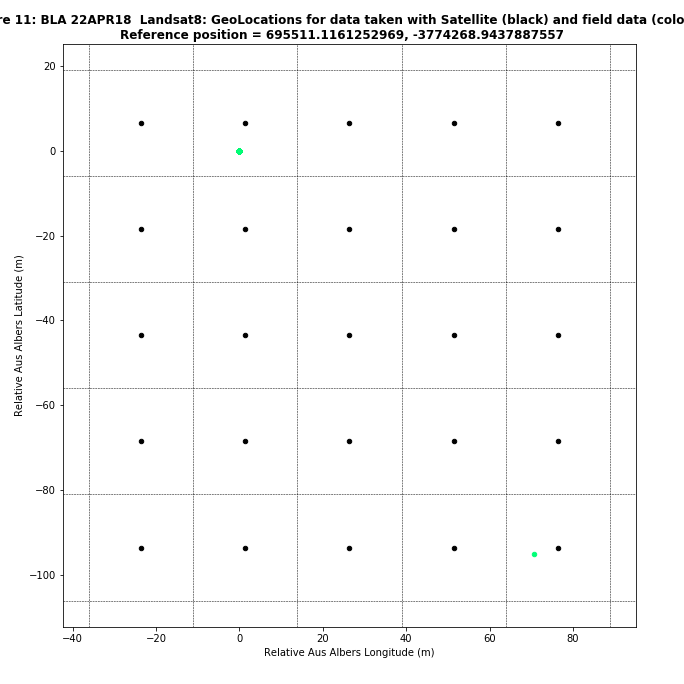 re 11: BLA 22APR18 Landsat8: GeoLocations for data taken with Satellite (black) and field data (colo
Reference position = 695511.1161252969, -3774268.9437887557
20
0
−20
−40
−60
−80
−100
Relative Aus Albers Latitude (m)
−40 −20 0 20 40 60 80
Relative Aus Albers Longitude (m)